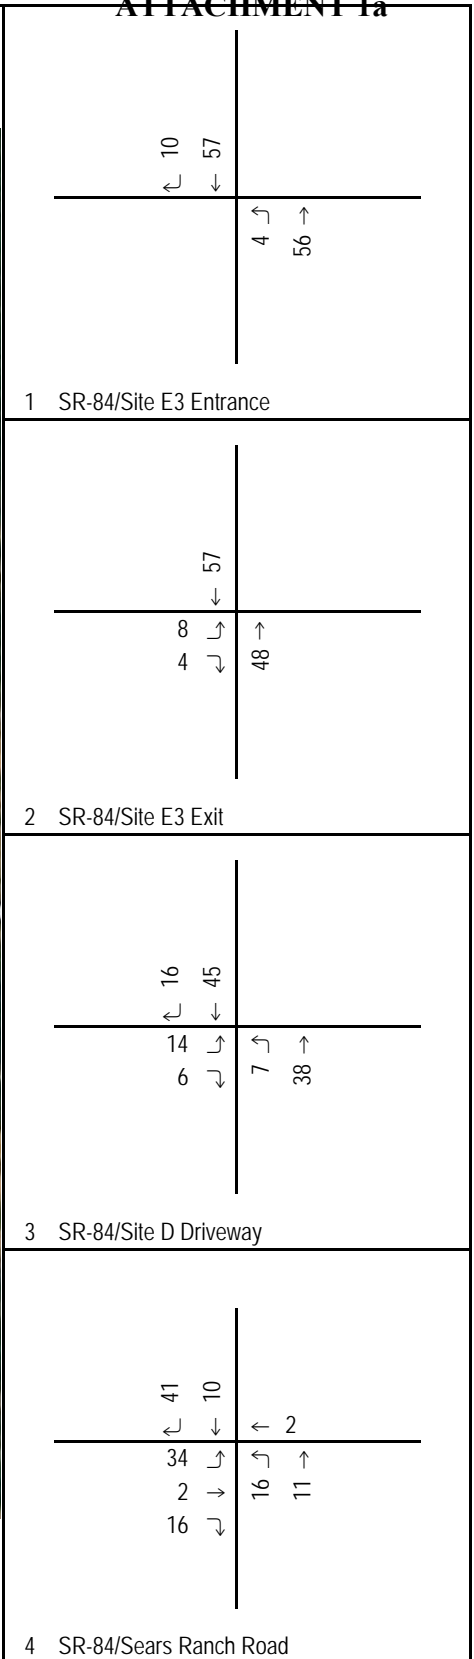 ATTACHMENT 1a
10 57
↵ ↓
↰ ↑
4 56
1 SR-84/Site E3 Entrance
57
↓
8 ⮥ ↑
4 ⮧ 48
2 SR-84/Site E3 Exit
16 45
↵ ↓
14 ⮥ ↰ ↑
6 ⮧ 7 38
3 SR-84/Site D Driveway
41 10
↵ ↓ ← 2
34 ⮥ ↰ ↑
2 → 16 11
16 ⮧
4 SR-84/Sears Ranch Road